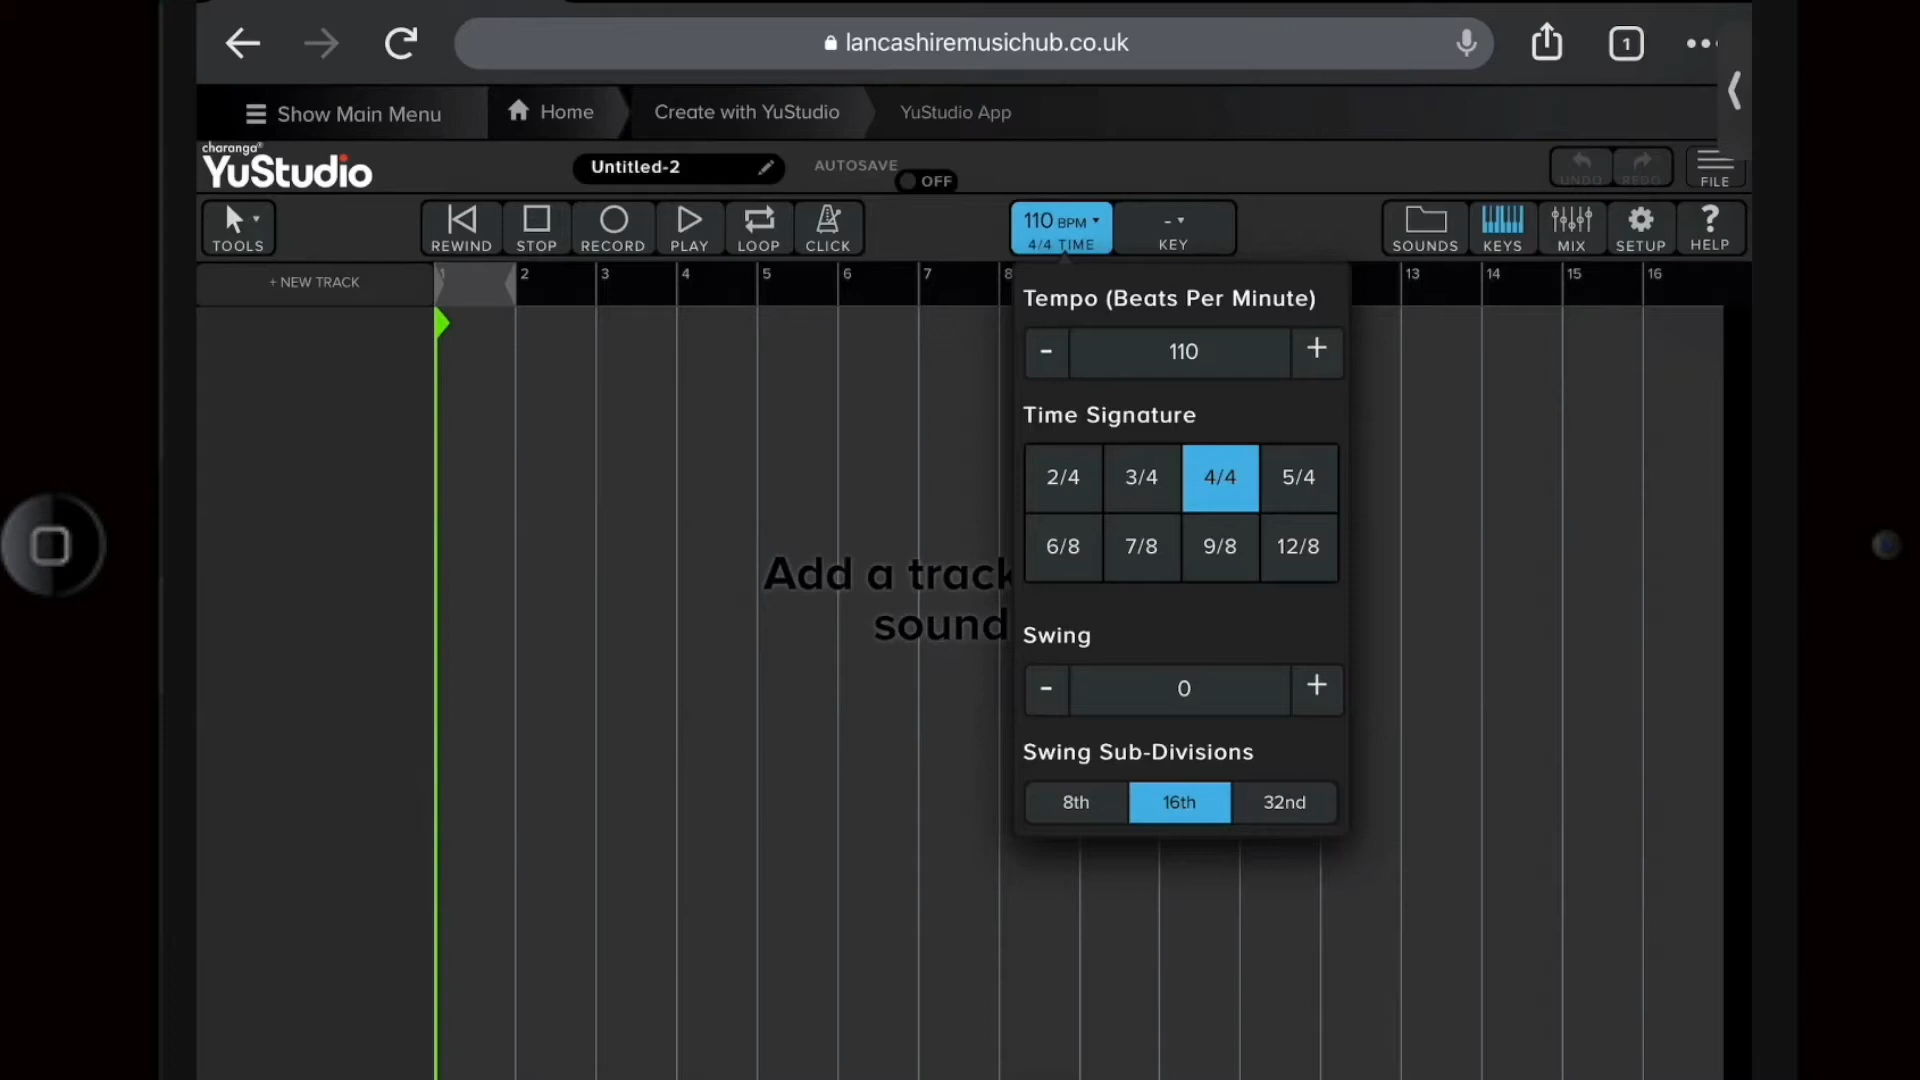 lancashiremusichub.co.uk
1
Show Main Menu
Home
Create with YuStudio
YuStudio App
charanga®
YuStudio
Untitled-2
AUTOSAVE
OFF
UNDO
REDO
FILE
TOOLS
REWIND
STOP
RECORD
PLAY
LOOP
CLICK
110 BPM
4/4 TIME
-
KEY
SOUNDS
KEYS
MIX
SETUP
? HELP
+ NEW TRACK
1 2 3 4 5 6 7 8 13 14 15 16
Tempo (Beats Per Minute)
- 110 +
Time Signature
2/4 3/4 4/4 5/4
6/8 7/8 9/8 12/8
Add a track
sound
Swing
- 0 +
Swing Sub-Divisions
8th 16th 32nd